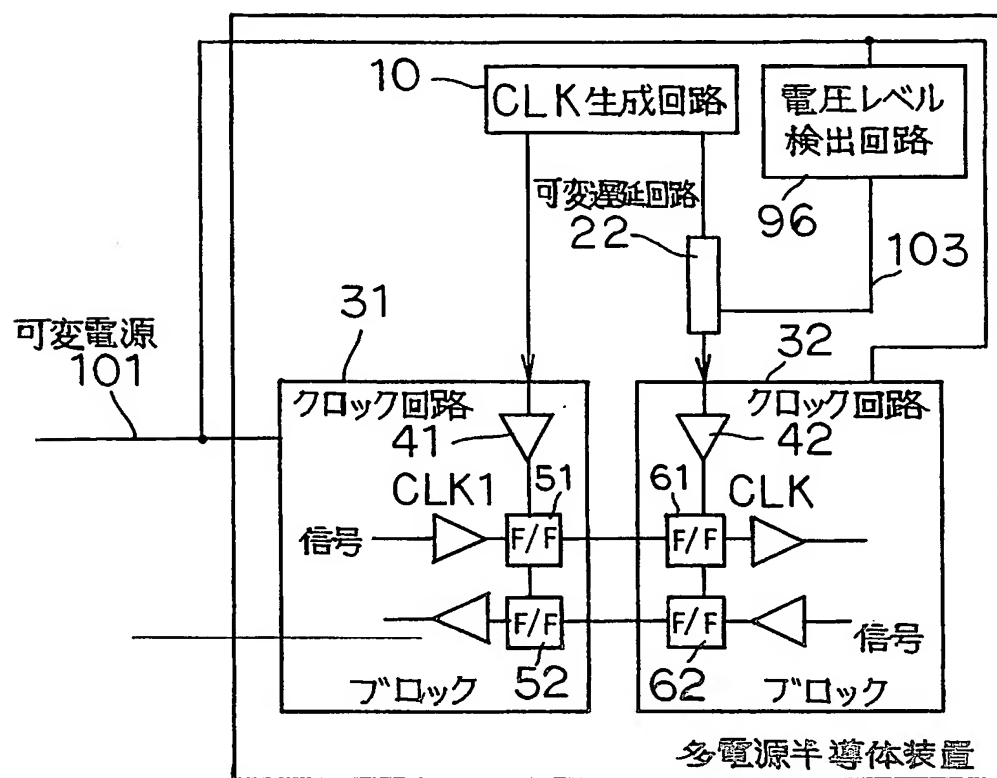 10
CLK生成回路
電圧レベル
検出回路
96
可変遅延回路
22
103
可変電源
101
31
32
クロック回路
41
クロック回路
42
CLK1
51
61
CLK
信号
F/F
F/F
F/F
F/F
信号
52
62
ブロック
ブロック
多電源半導体装置